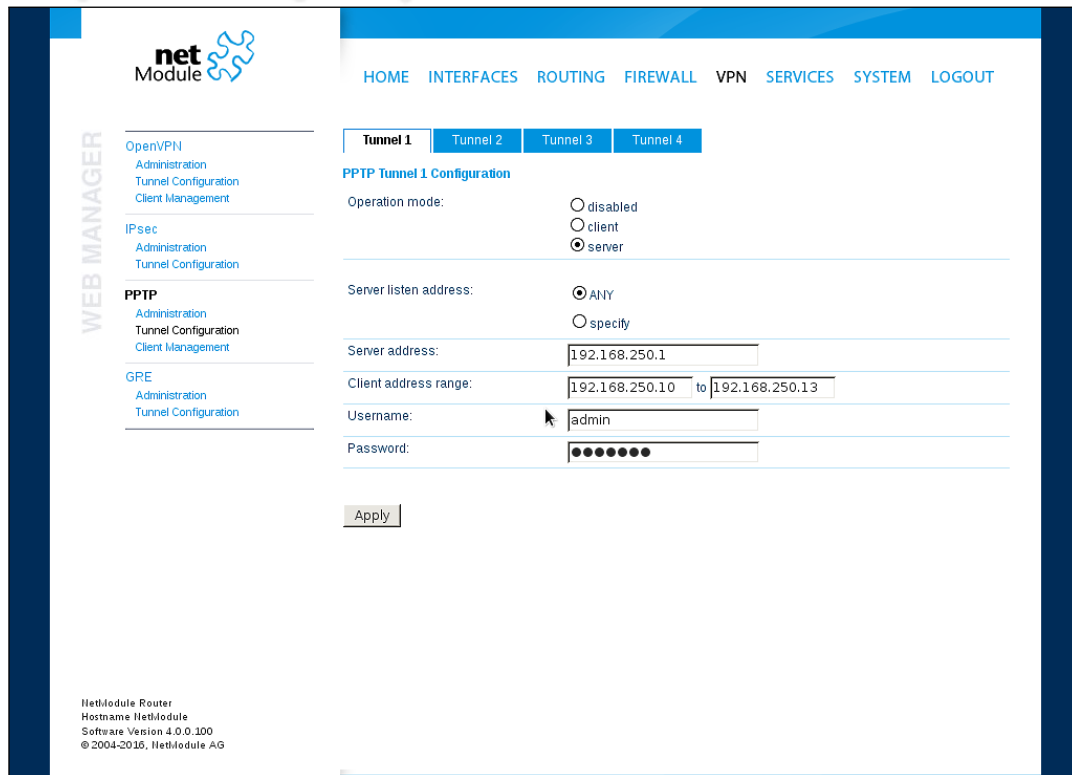 net
Module
HOME INTERFACES ROUTING FIREWALL VPN SERVICES SYSTEM LOGOUT
WEB MANAGER
OpenVPN
Administration
Tunnel Configuration
Client Management
IPsec
Administration
Tunnel Configuration
PPTP
Administration
Tunnel Configuration
Client Management
GRE
Administration
Tunnel Configuration
Tunnel 1 Tunnel 2 Tunnel 3 Tunnel 4
PPTP Tunnel 1 Configuration
Operation mode:
disabled
client
server
Server listen address:
ANY
specify
Server address: 192.168.250.1
Client address range: 192.168.250.10 to 192.168.250.13
Username: admin
Password: ●●●●●●●
Apply
NetModule Router
Hostname NetModule
Software Version 4.0.0.100
© 2004-2016, NetModule AG